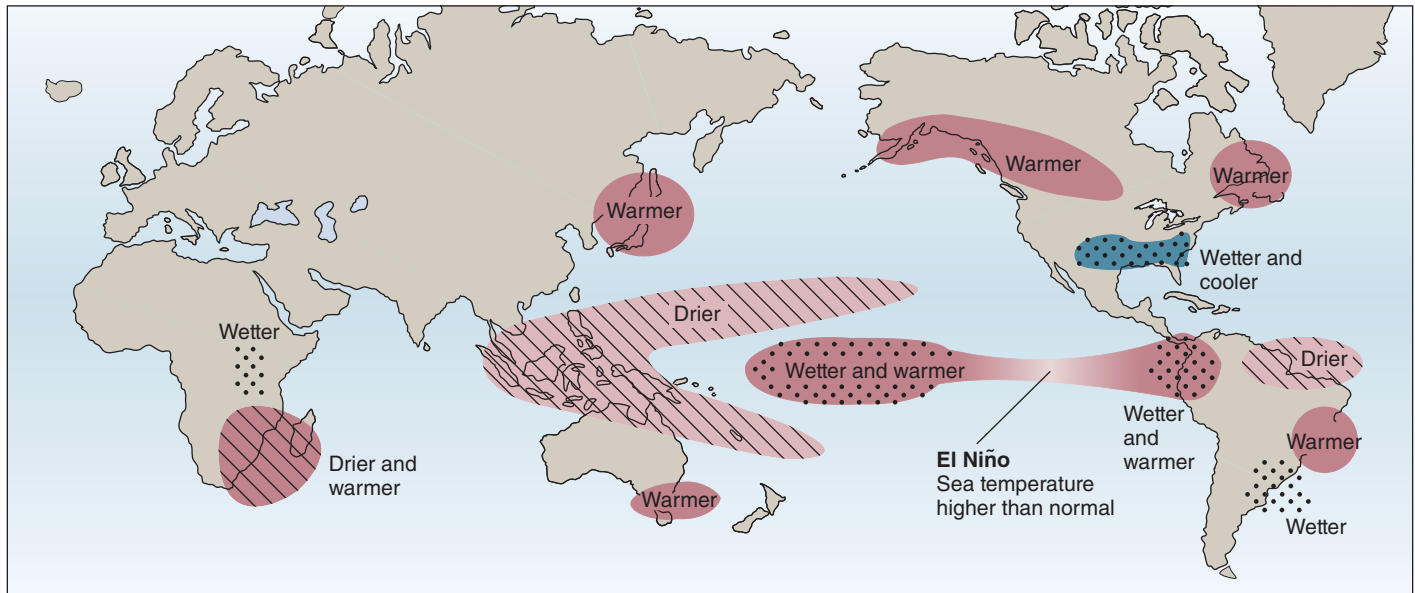 Warmer
Warmer
Warmer
Wetter and
cooler
Drier
Wetter
Wetter and warmer
Drier
Wetter
and
warmer
Warmer
El Niño
Sea temperature
higher than normal
Drier and
warmer
Warmer
Wetter